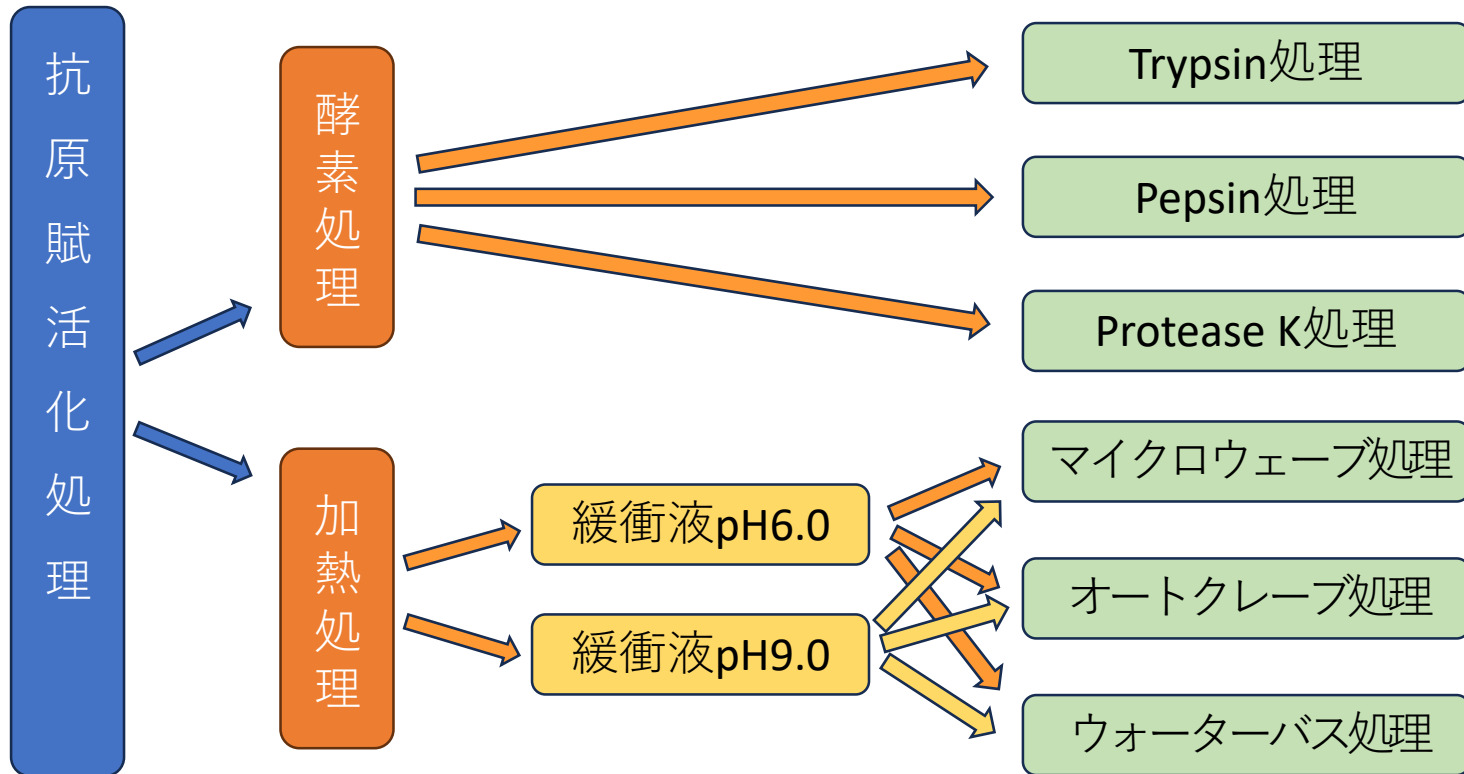 抗原賦活化処理
酵素処理
Trypsin処理
Pepsin処理
Protease K処理
加熱処理
緩衝液pH6.0
緩衝液pH9.0
マイクロウェーブ処理
オートクレーブ処理
ウォーターバス処理